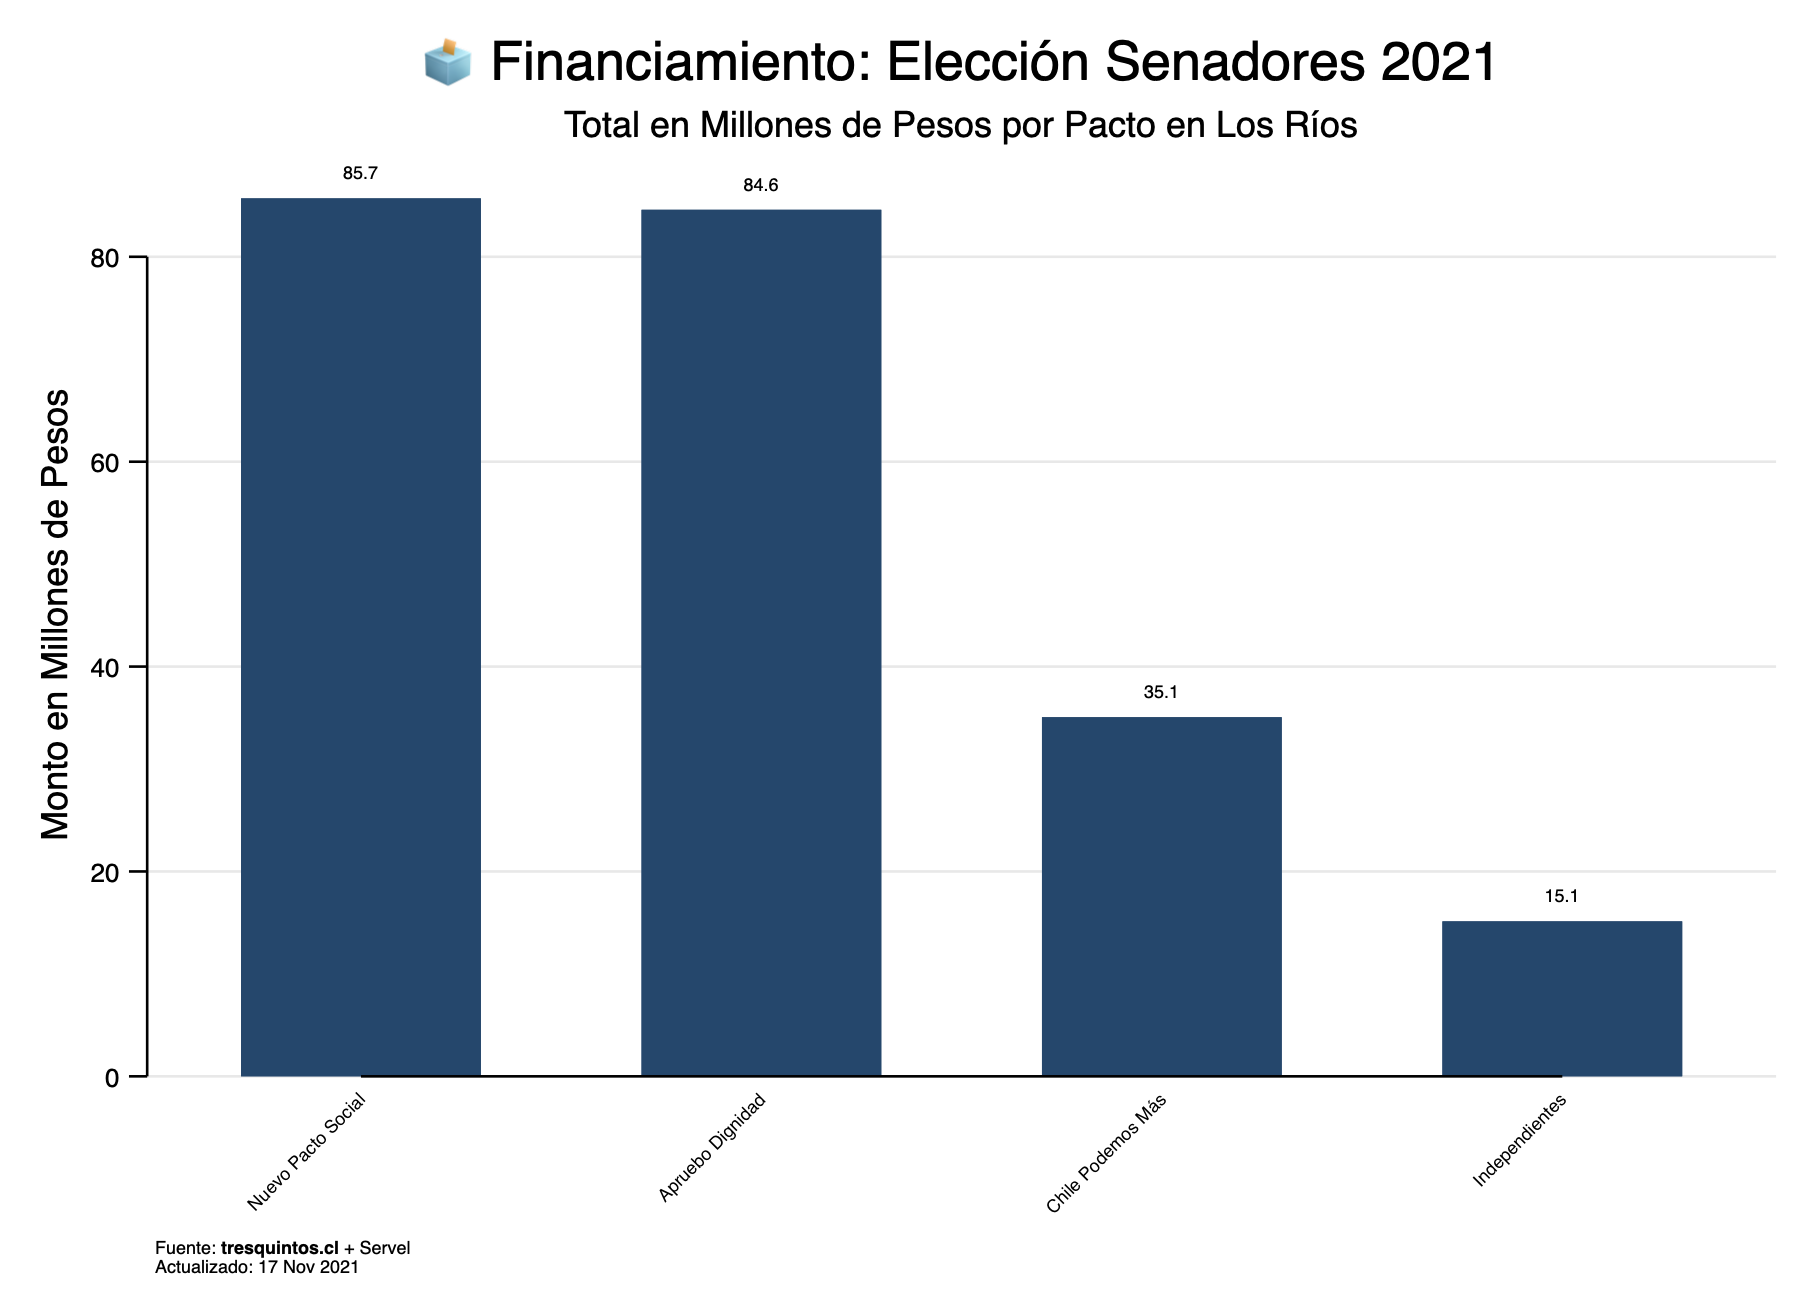 Financiamiento: Elección Senadores 2021
Total en Millones de Pesos por Pacto en Los Ríos
Monto en Millones de Pesos
80
60
40
20
0
85.7
84.6
35.1
15.1
Nuevo Pacto Social
Apruebo Dignidad
Chile Podemos Más
Independientes
Fuente: tresquintos.cl + Servel
Actualizado: 17 Nov 2021